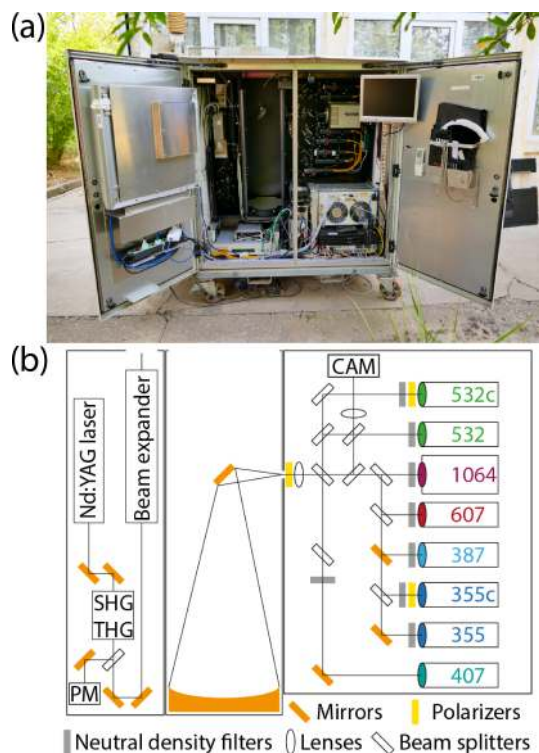 (a)
(b)
Nd:YAG laser
Beam expander
SHG
THG
PM
CAM
532c
532
1064
607
387
355c
355
407
Mirrors
Polarizers
Neutral density filters
Lenses
Beam splitters